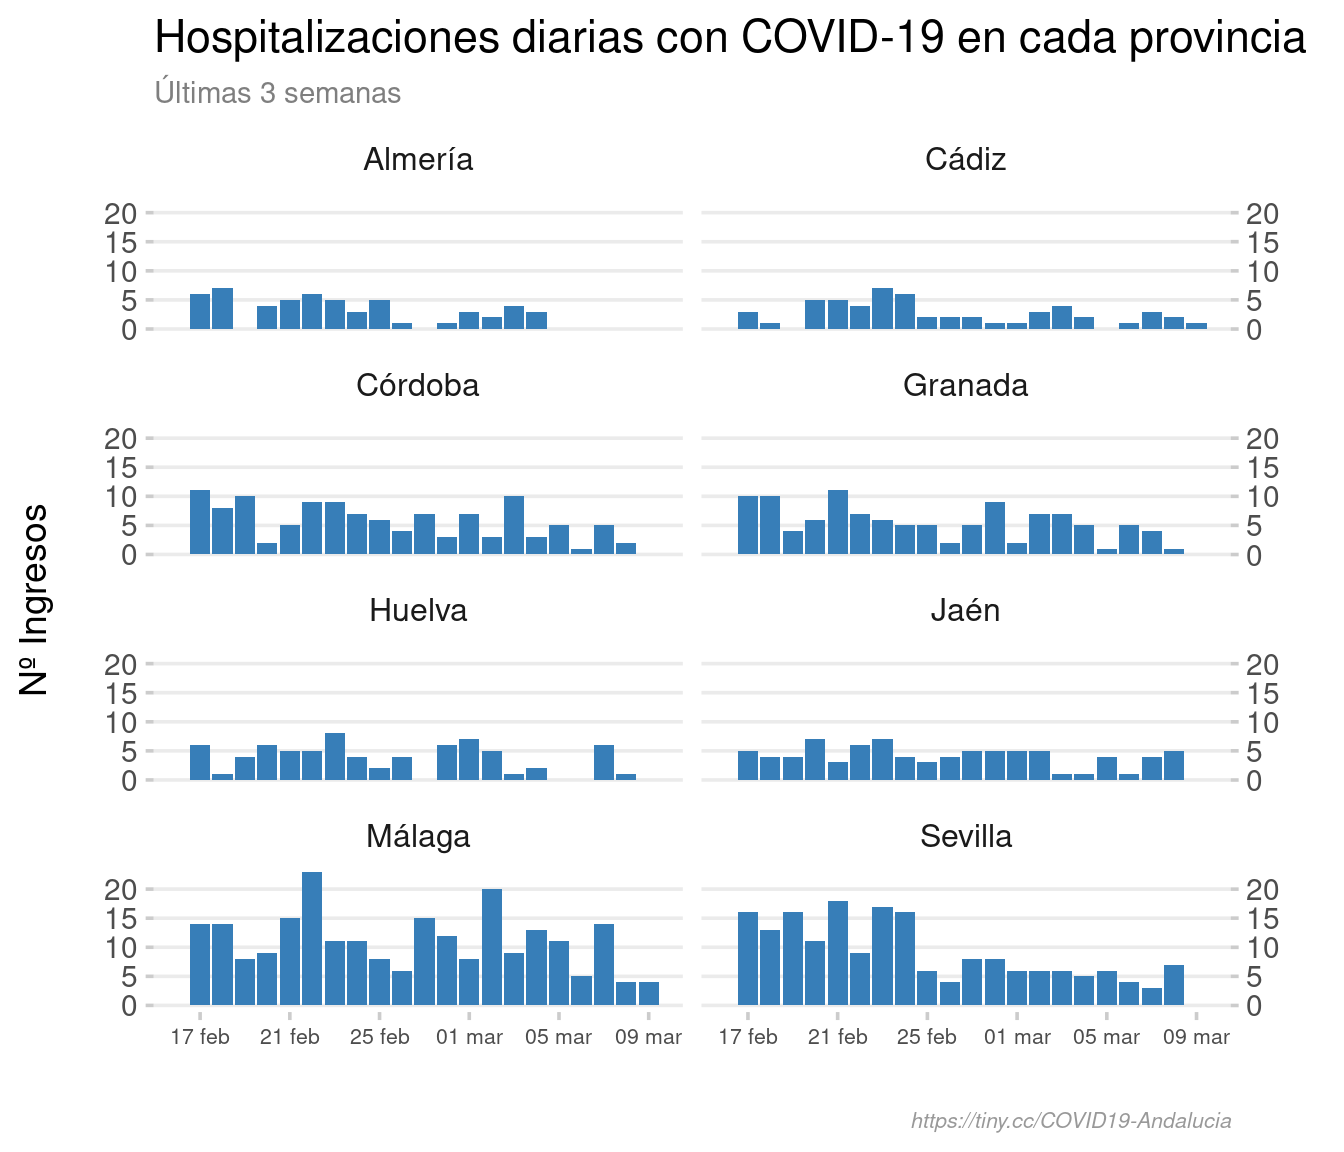 Hospitalizaciones diarias con COVID-19 en cada provincia
Últimas 3 semanas
Almería
Cádiz
20
15
10
5
0
20
15
10
5
0
Córdoba
Granada
20
15
10
5
0
20
15
10
5
0
Nº Ingresos
Huelva
Jaén
20
15
10
5
0
20
15
10
5
0
Málaga
Sevilla
20
15
10
5
0
20
15
10
5
0
17 feb 21 feb 25 feb 01 mar 05 mar 09 mar
17 feb 21 feb 25 feb 01 mar 05 mar 09 mar
https://tiny.cc/COVID19-Andalucia